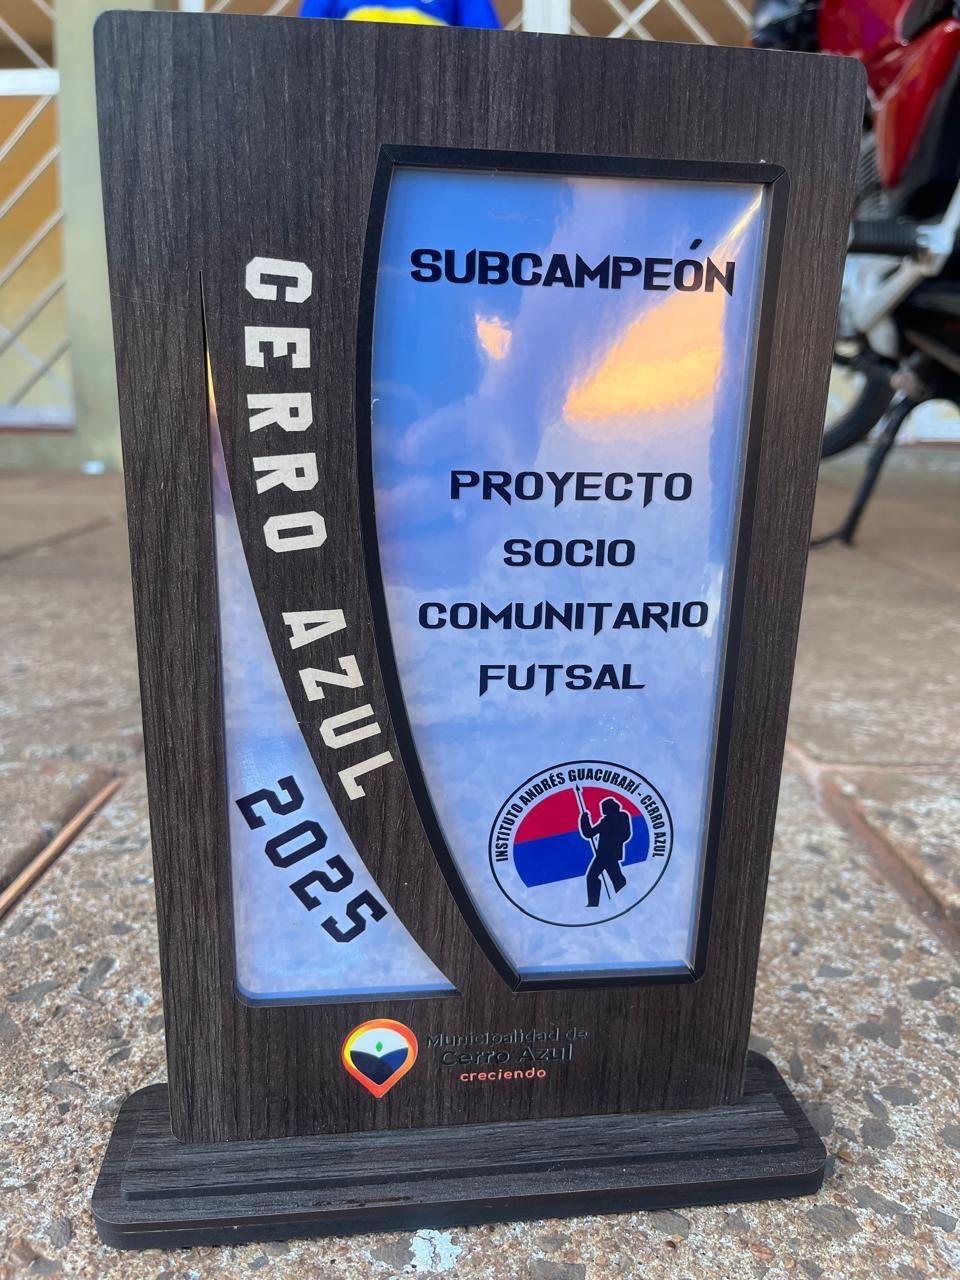 SUBCAMPEÓN
PROYECTO
SOCIO
COMUNITARIO
FUTSAL
INSTITUTO ANDRÉS GUACURARÍ - CERRO AZUL
CERRO AZUL
2025
Municipalidad de
Cerro Azul
creciendo